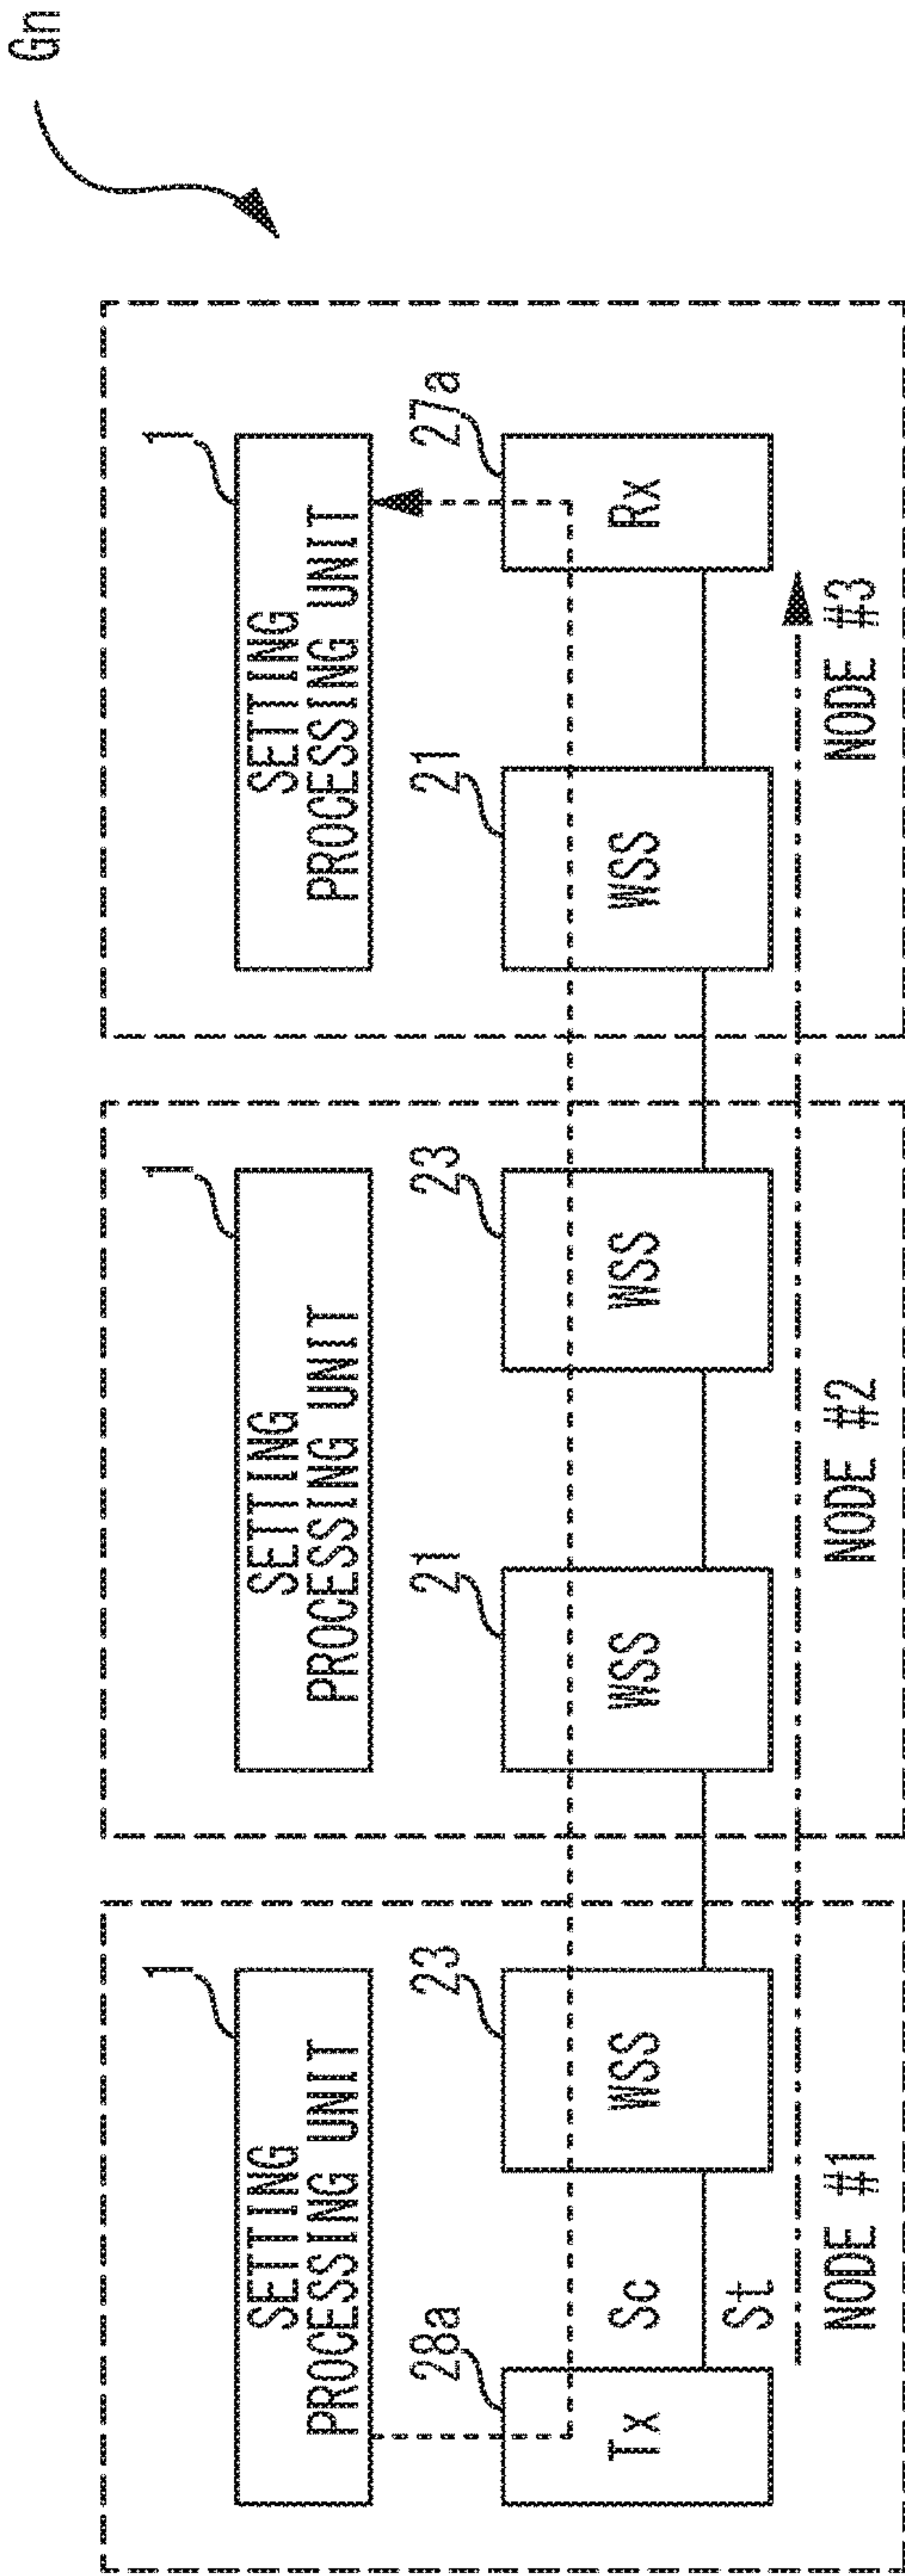 Gn
1
SETTING
PROCESSING UNIT
28a
Tx
Sc
St
23
WSS
NODE #1
1
SETTING
PROCESSING UNIT
21
WSS
23
WSS
NODE #2
1
SETTING
PROCESSING UNIT
21
WSS
27a
Rx
NODE #3